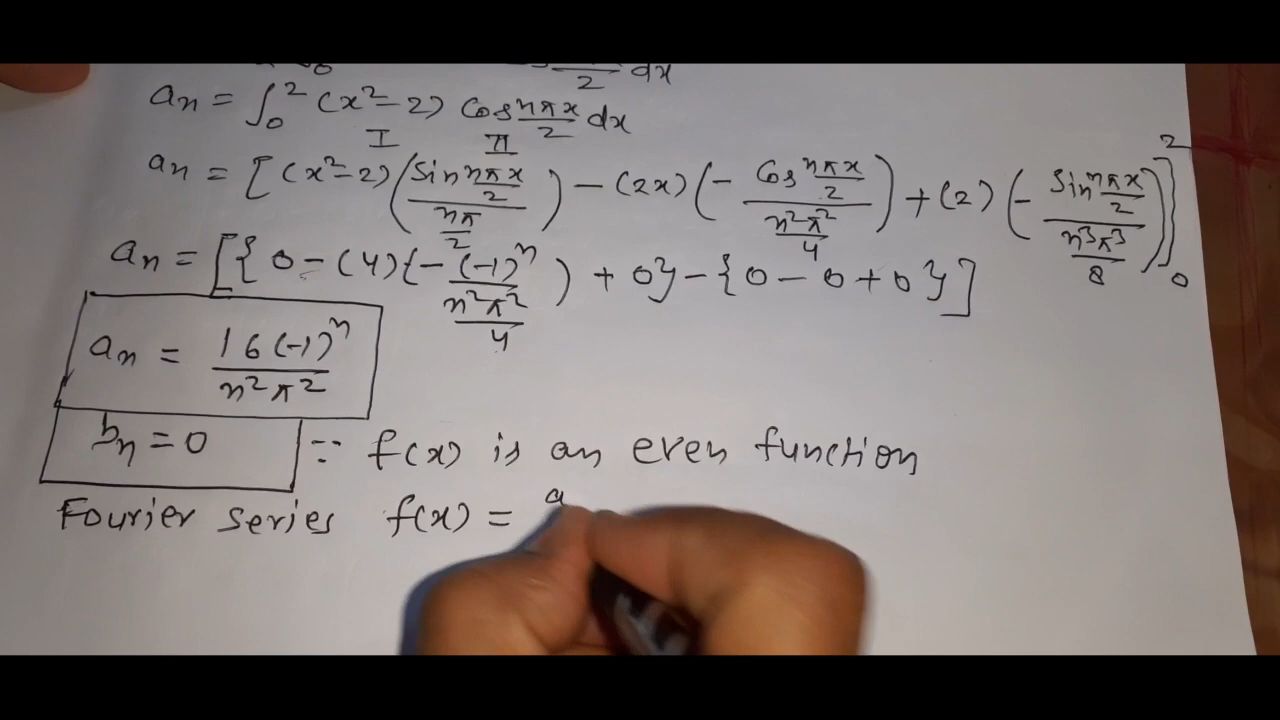 2 dx
aₙ = ∫₀² (x²-2) Cos nπx/2 dx
I II
aₙ = [(x²-2)(Sin nπx/2 / nπ/2) - (2x)(- Cos nπx/2 / n²π²/4) + (2)(- Sin nπx/2 / n³π³/8)]₀²
aₙ = [{0 - (4)(- (-1)ⁿ / n²π²/4) + 0} - {0 - 0 + 0}]
aₙ = 16(-1)ⁿ / n²π²
bₙ = 0 ∵ f(x) is an even function
Fourier series f(x) = a